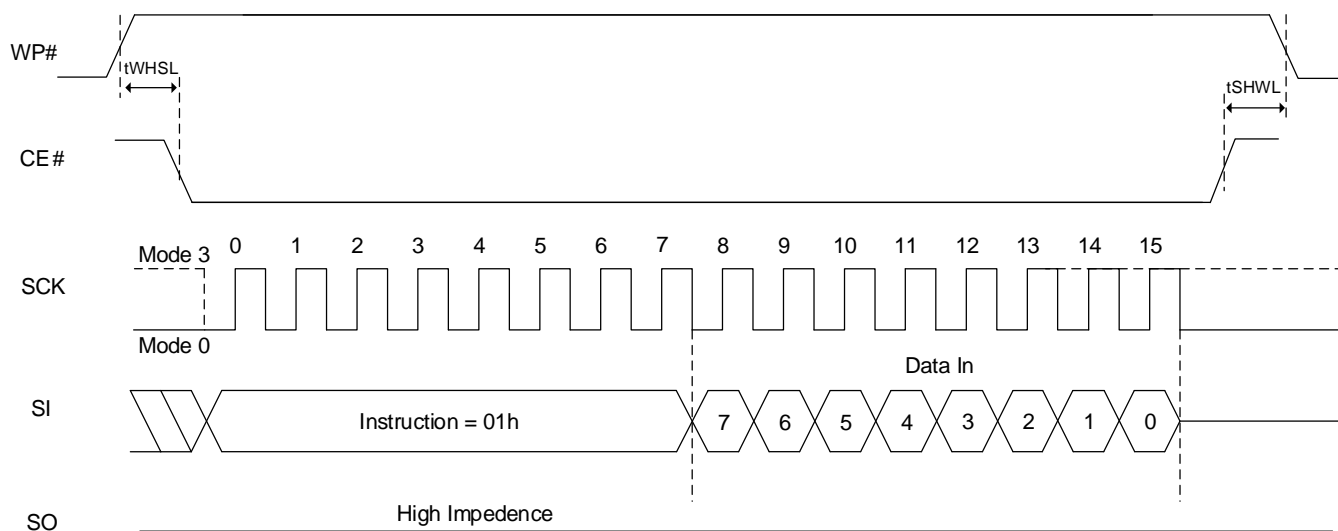 WP#
tWHSL
tSHWL
CE#
Mode 3
0 1 2 3 4 5 6 7 8 9 10 11 12 13 14 15
SCK
Mode 0
Data In
SI
Instruction = 01h
7 6 5 4 3 2 1 0
High Impedence
SO